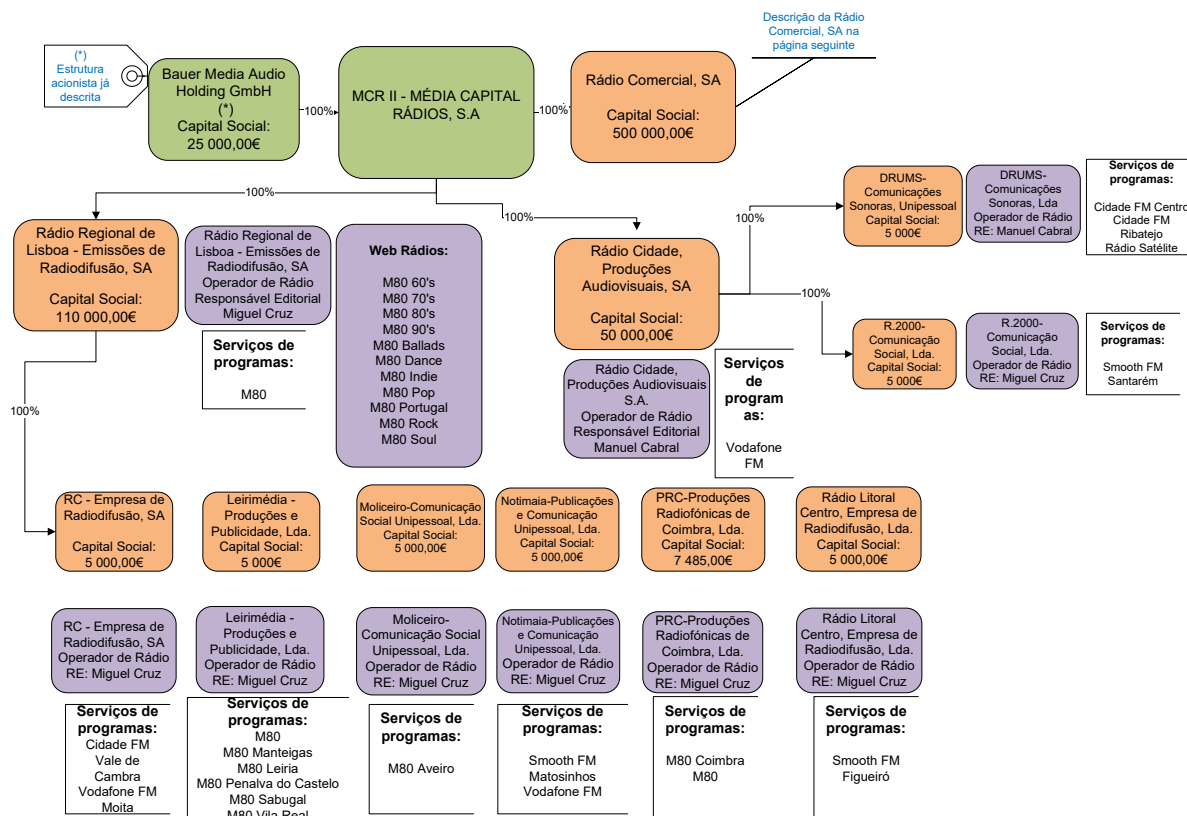 Descrição da Rádio
Comercial, SA na
página seguinte
(*)
Estrutura
acionista já
descrita
Bauer Media Audio
Holding GmbH
(*)
Capital Social:
25 000,00€
100%
MCR II - MÉDIA CAPITAL
RÁDIOS, S.A
100%
Rádio Comercial, SA
Capital Social:
500 000,00€
100%
100%
Rádio Regional de
Lisboa - Emissões de
Radiodifusão, SA
Capital Social:
110 000,00€
Rádio Regional de
Lisboa - Emissões de
Radiodifusão, SA
Operador de Rádio
Responsável Editorial
Miguel Cruz
Serviços de
programas:
M80
Web Rádios:
M80 60's
M80 70's
M80 80's
M80 90's
M80 Ballads
M80 Dance
M80 Indie
M80 Pop
M80 Portugal
M80 Rock
M80 Soul
Rádio Cidade,
Produções
Audiovisuais, SA
Capital Social:
50 000,00€
Rádio Cidade,
Produções Audiovisuais
S.A.
Operador de Rádio
Responsável Editorial
Manuel Cabral
Serviços
de
program
as:
Vodafone
FM
100%
DRUMS-
Comunicações
Sonoras, Unipessoal
Capital Social:
5 000€
DRUMS-
Comunicações
Sonoras, Lda
Operador de Rádio
RE: Manuel Cabral
Serviços de
programas:
Cidade FM Centro
Cidade FM
Ribatejo
Rádio Satélite
100%
R.2000-
Comunicação
Social, Lda.
Capital Social:
5 000€
R.2000-
Comunicação
Social, Lda.
Operador de Rádio
RE: Miguel Cruz
Serviços de
programas:
Smooth FM
Santarém
100%
RC - Empresa de
Radiodifusão, SA
Capital Social:
5 000,00€
Leirimédia -
Produções e
Publicidade, Lda.
Capital Social:
5 000€
Moliceiro-Comunicação
Social Unipessoal, Lda.
Capital Social:
5 000,00€
Notimaia-Publicações
e Comunicação
Unipessoal, Lda.
Capital Social:
5 000,00€
PRC-Produções
Radiofónicas de
Coimbra, Lda.
Capital Social:
7 485,00€
Rádio Litoral
Centro, Empresa de
Radiodifusão, Lda.
Capital Social:
5 000,00€
RC - Empresa de
Radiodifusão, SA
Operador de Rádio
RE: Miguel Cruz
Leirimédia -
Produções e
Publicidade, Lda.
Operador de Rádio
RE: Miguel Cruz
Moliceiro-
Comunicação Social
Unipessoal, Lda.
Operador de Rádio
RE: Miguel Cruz
Notimaia-Publicações
e Comunicação
Unipessoal, Lda.
Operador de Rádio
RE: Miguel Cruz
PRC-Produções
Radiofónicas de
Coimbra, Lda.
Operador de Rádio
RE: Miguel Cruz
Rádio Litoral
Centro, Empresa de
Radiodifusão, Lda.
Operador de Rádio
RE: Miguel Cruz
Serviços de
programas:
Cidade FM
Vale de
Cambra
Vodafone FM
Moita
Serviços de
programas:
M80
M80 Manteigas
M80 Leiria
M80 Penalva do Castelo
M80 Sabugal
M80 Vila Real
Serviços de
programas:
M80 Aveiro
Serviços de
programas:
Smooth FM
Matosinhos
Vodafone FM
Serviços de
programas:
M80 Coimbra
M80
Serviços de
programas:
Smooth FM
Figueiró